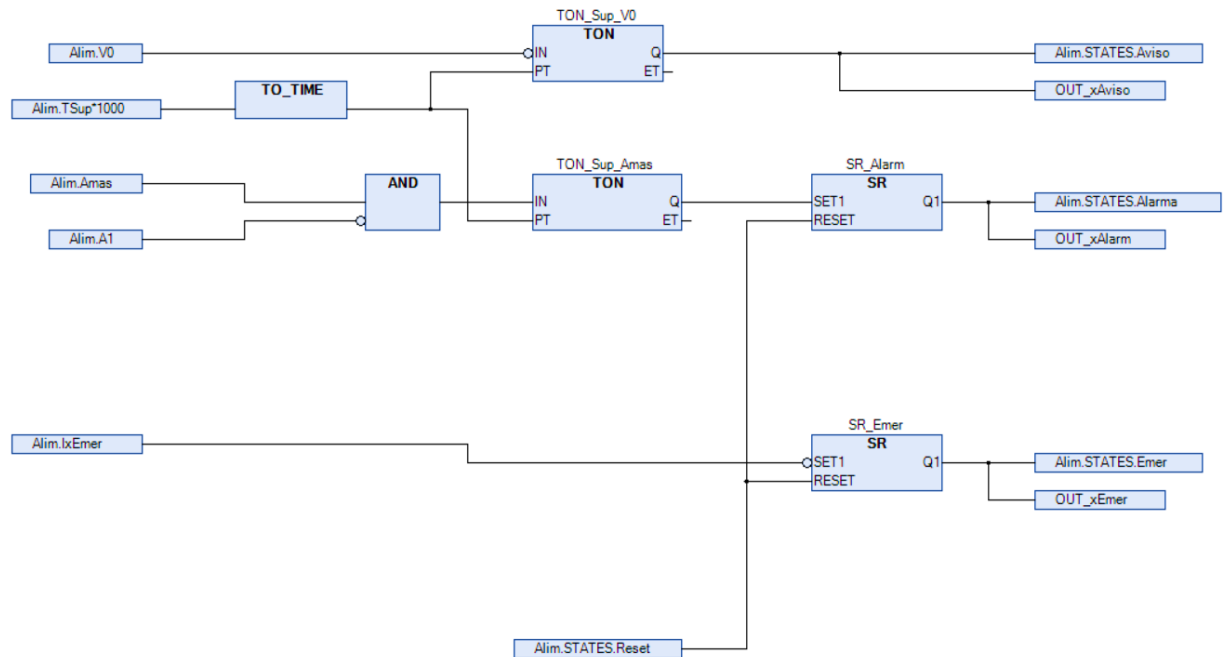 TON_Sup_V0
TON
Alim.V0
IN
Q
Alim.STATES.Aviso
PT
ET
TO_TIME
OUT_xAviso
Alim.TSup*1000
TON_Sup_Amas
SR_Alarm
AND
TON
SR
Alim.Amas
IN
Q
SET1
Q1
Alim.STATES.Alarma
PT
ET
RESET
Alim.A1
OUT_xAlarm
SR_Emer
SR
Alim.IxEmer
SET1
Q1
Alim.STATES.Emer
RESET
OUT_xEmer
Alim.STATES.Reset